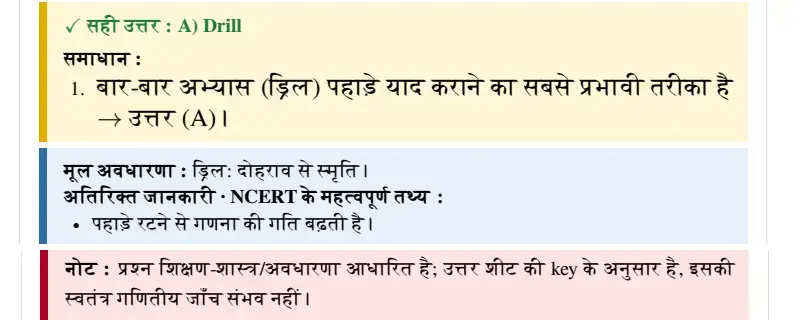 ✓ सही उत्तर : A) Drill
समाधान :
1. बार-बार अभ्यास (ड्रिल) पहाड़े याद कराने का सबसे प्रभावी तरीका है
→ उत्तर (A)।
मूल अवधारणा : ड्रिल: दोहराव से स्मृति।
अतिरिक्त जानकारी · NCERT के महत्वपूर्ण तथ्य :
• पहाड़े रटने से गणना की गति बढ़ती है।
नोट : प्रश्न शिक्षण-शास्त्र/अवधारणा आधारित है; उत्तर शीट की key के अनुसार है, इसकी
स्वतंत्र गणितीय जाँच संभव नहीं।